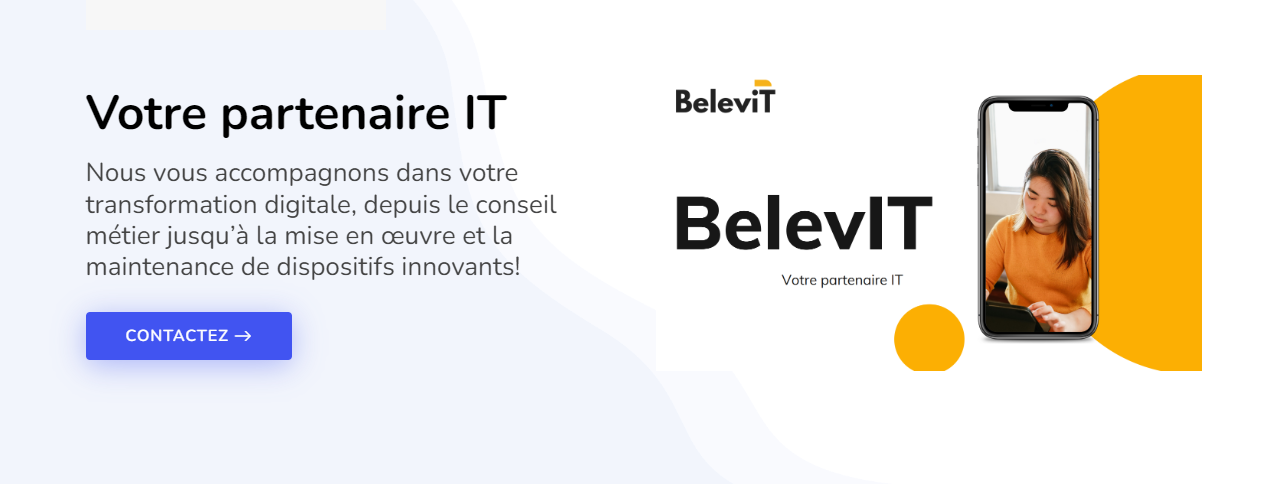 Votre partenaire IT
Nous vous accompagnons dans votre
transformation digitale, depuis le conseil
métier jusqu’à la mise en œuvre et la
maintenance de dispositifs innovants!
CONTACTEZ →
BeleviT
BelevIT
Votre partenaire IT